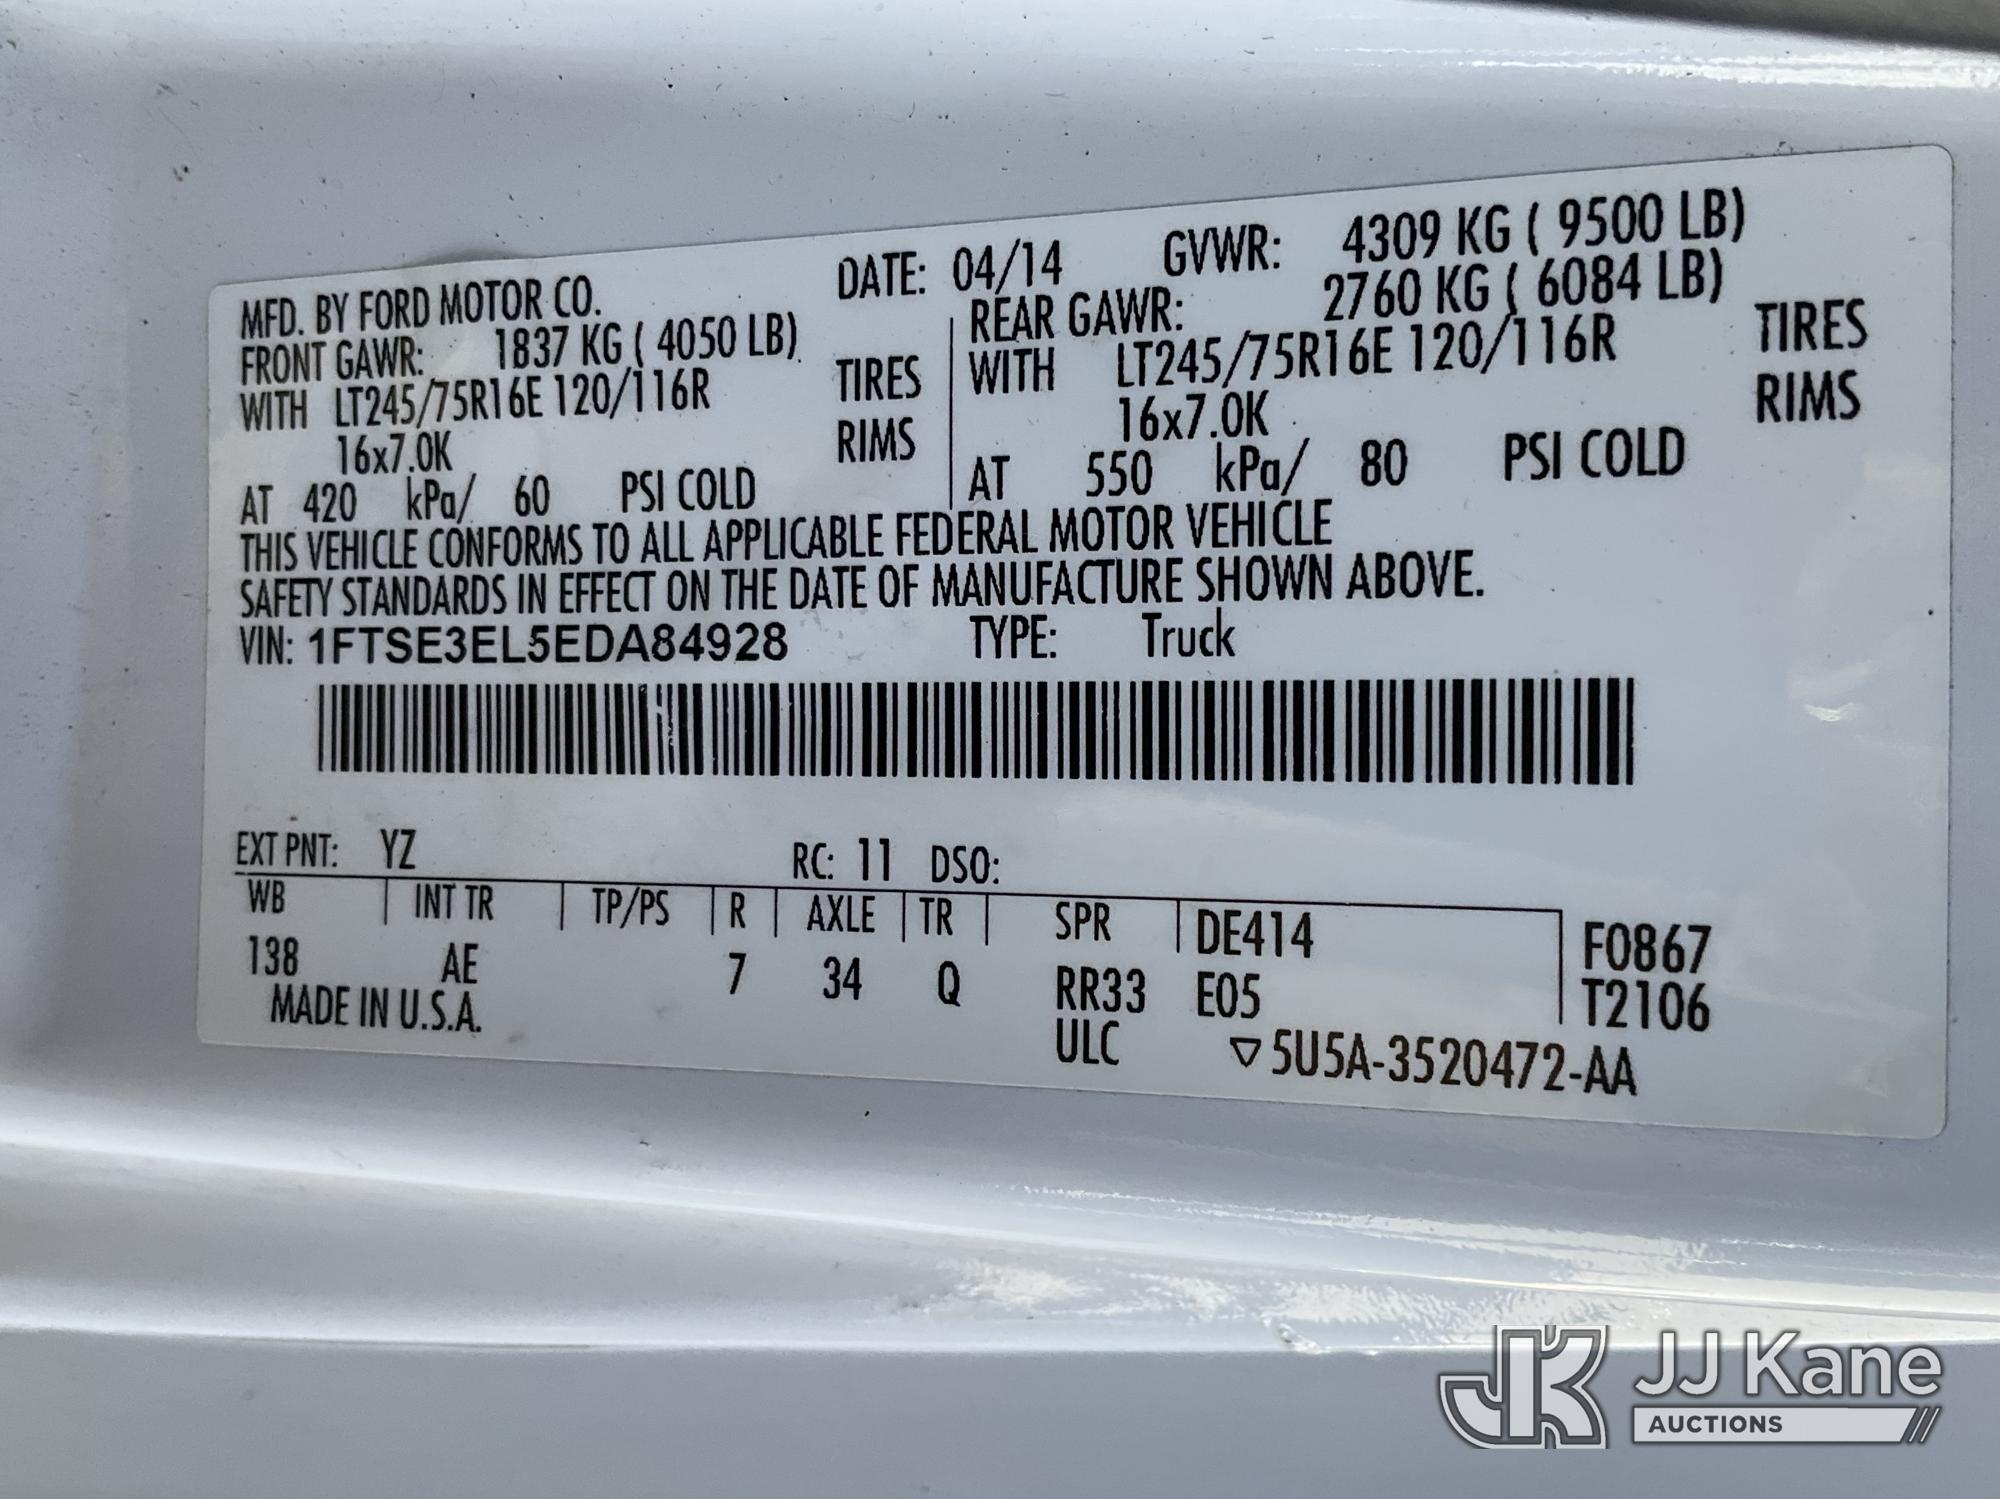 MFD. BY FORD MOTOR CO. DATE: 04/14 GVWR: 4309 KG ( 9500 LB)
FRONT GAWR: 1837 KG ( 4050 LB) REAR GAWR: 2760 KG ( 6084 LB)
WITH LT245/75R16E 120/116R TIRES WITH LT245/75R16E 120/116R TIRES
16x7.0K RIMS 16x7.0K RIMS
AT 420 kPa/ 60 PSI COLD AT 550 kPa/ 80 PSI COLD
THIS VEHICLE CONFORMS TO ALL APPLICABLE FEDERAL MOTOR VEHICLE
SAFETY STANDARDS IN EFFECT ON THE DATE OF MANUFACTURE SHOWN ABOVE.
VIN: 1FTSE3EL5EDA84928 TYPE: Truck
EXT PNT: YZ RC: 11 DSO:
WB INT TR TP/PS R AXLE TR SPR DE414 F0867
138 AE 7 34 Q RR33 E05 T2106
MADE IN U.S.A. ULC ▽5U5A-3520472-AA
JK JJ Kane
AUCTIONS